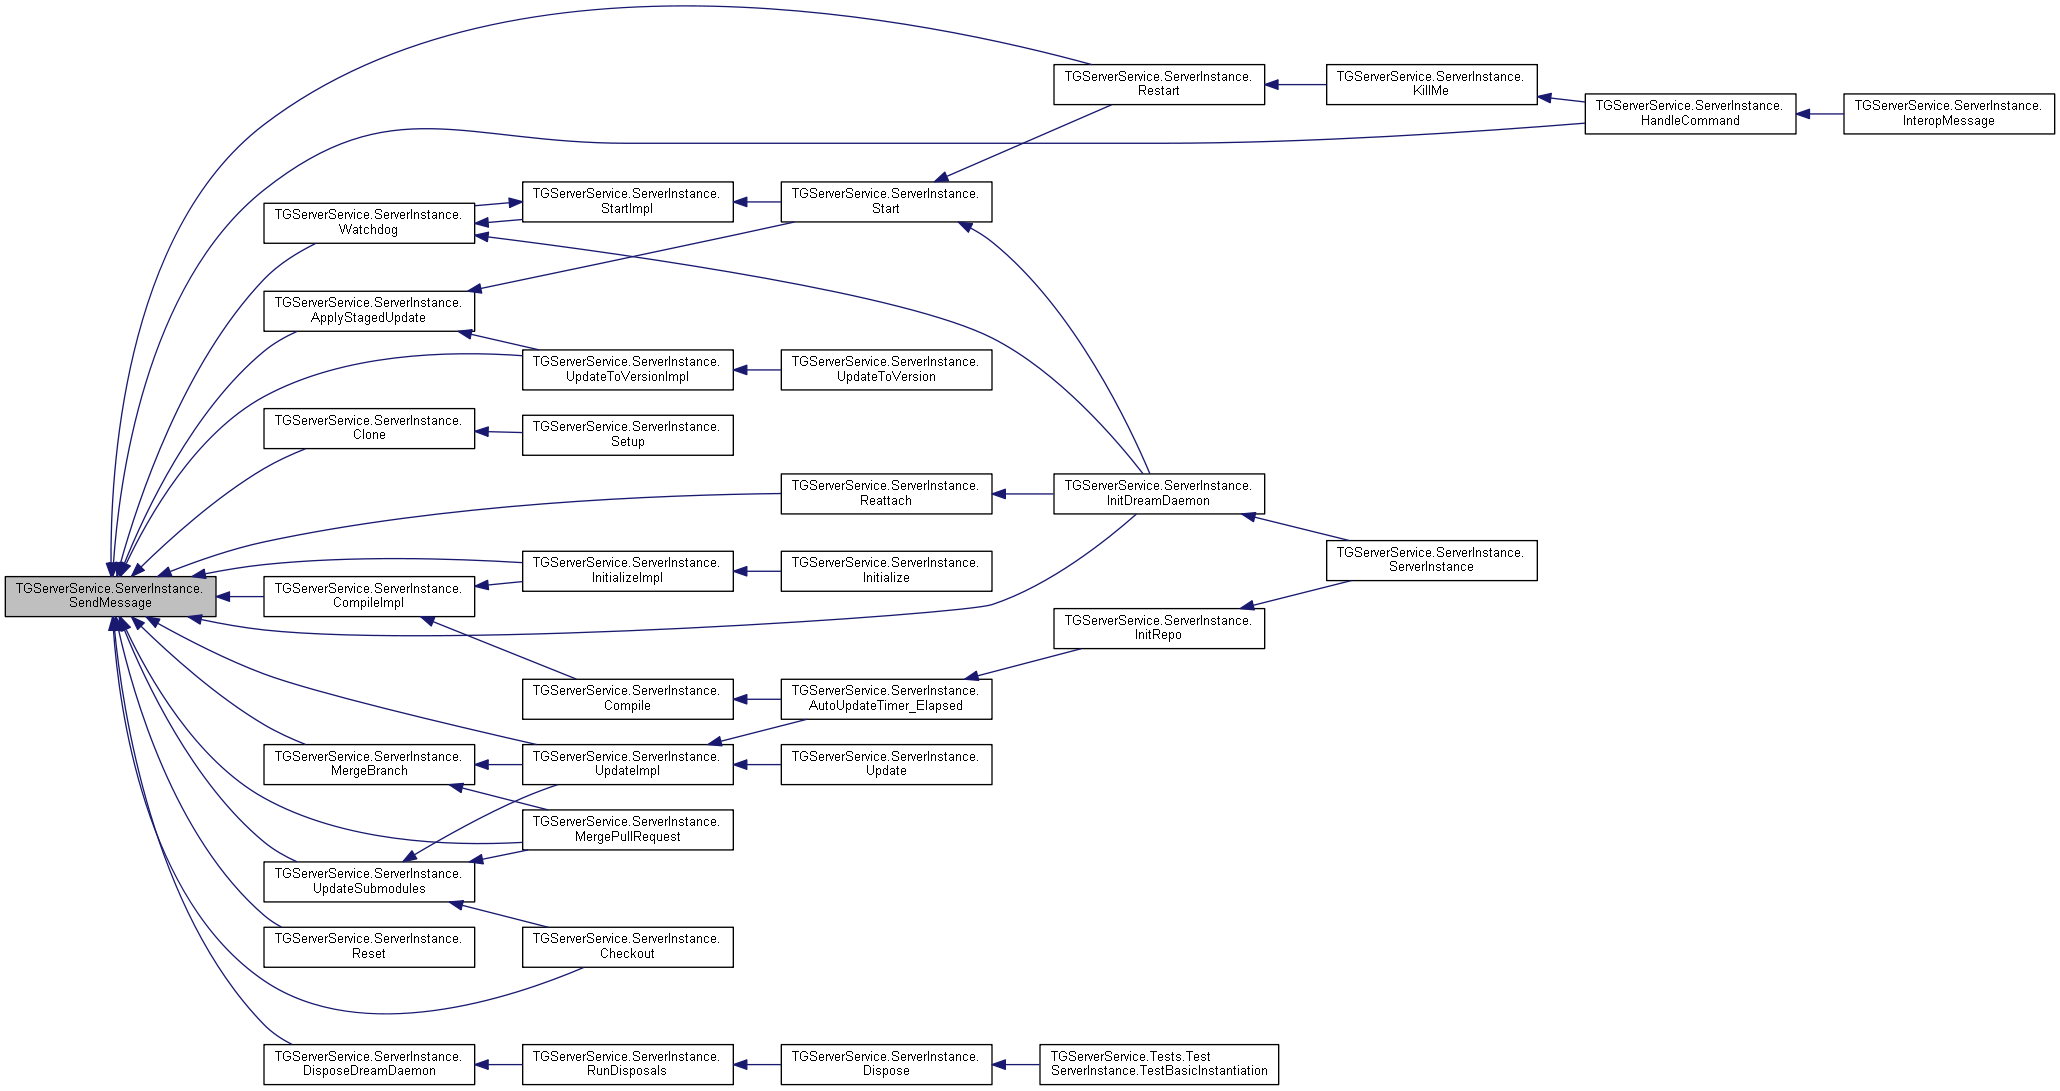 TGServerService.ServerInstance.
Restart
TGServerService.ServerInstance.
KillMe
TGServerService.ServerInstance.
HandleCommand
TGServerService.ServerInstance.
InteropMessage
TGServerService.ServerInstance.
Watchdog
TGServerService.ServerInstance.
StartImpl
TGServerService.ServerInstance.
Start
TGServerService.ServerInstance.
ApplyStagedUpdate
TGServerService.ServerInstance.
UpdateToVersionImpl
TGServerService.ServerInstance.
UpdateToVersion
TGServerService.ServerInstance.
Clone
TGServerService.ServerInstance.
Setup
TGServerService.ServerInstance.
Reattach
TGServerService.ServerInstance.
InitDreamDaemon
TGServerService.ServerInstance.
ServerInstance
TGServerService.ServerInstance.
SendMessage
TGServerService.ServerInstance.
CompileImpl
TGServerService.ServerInstance.
InitializeImpl
TGServerService.ServerInstance.
Initialize
TGServerService.ServerInstance.
InitRepo
TGServerService.ServerInstance.
Compile
TGServerService.ServerInstance.
AutoUpdateTimer_Elapsed
TGServerService.ServerInstance.
MergeBranch
TGServerService.ServerInstance.
UpdateImpl
TGServerService.ServerInstance.
Update
TGServerService.ServerInstance.
MergePullRequest
TGServerService.ServerInstance.
UpdateSubmodules
TGServerService.ServerInstance.
Reset
TGServerService.ServerInstance.
Checkout
TGServerService.ServerInstance.
DisposeDreamDaemon
TGServerService.ServerInstance.
RunDisposals
TGServerService.ServerInstance.
Dispose
TGServerService.Tests.Test
ServerInstance.TestBasicInstantiation